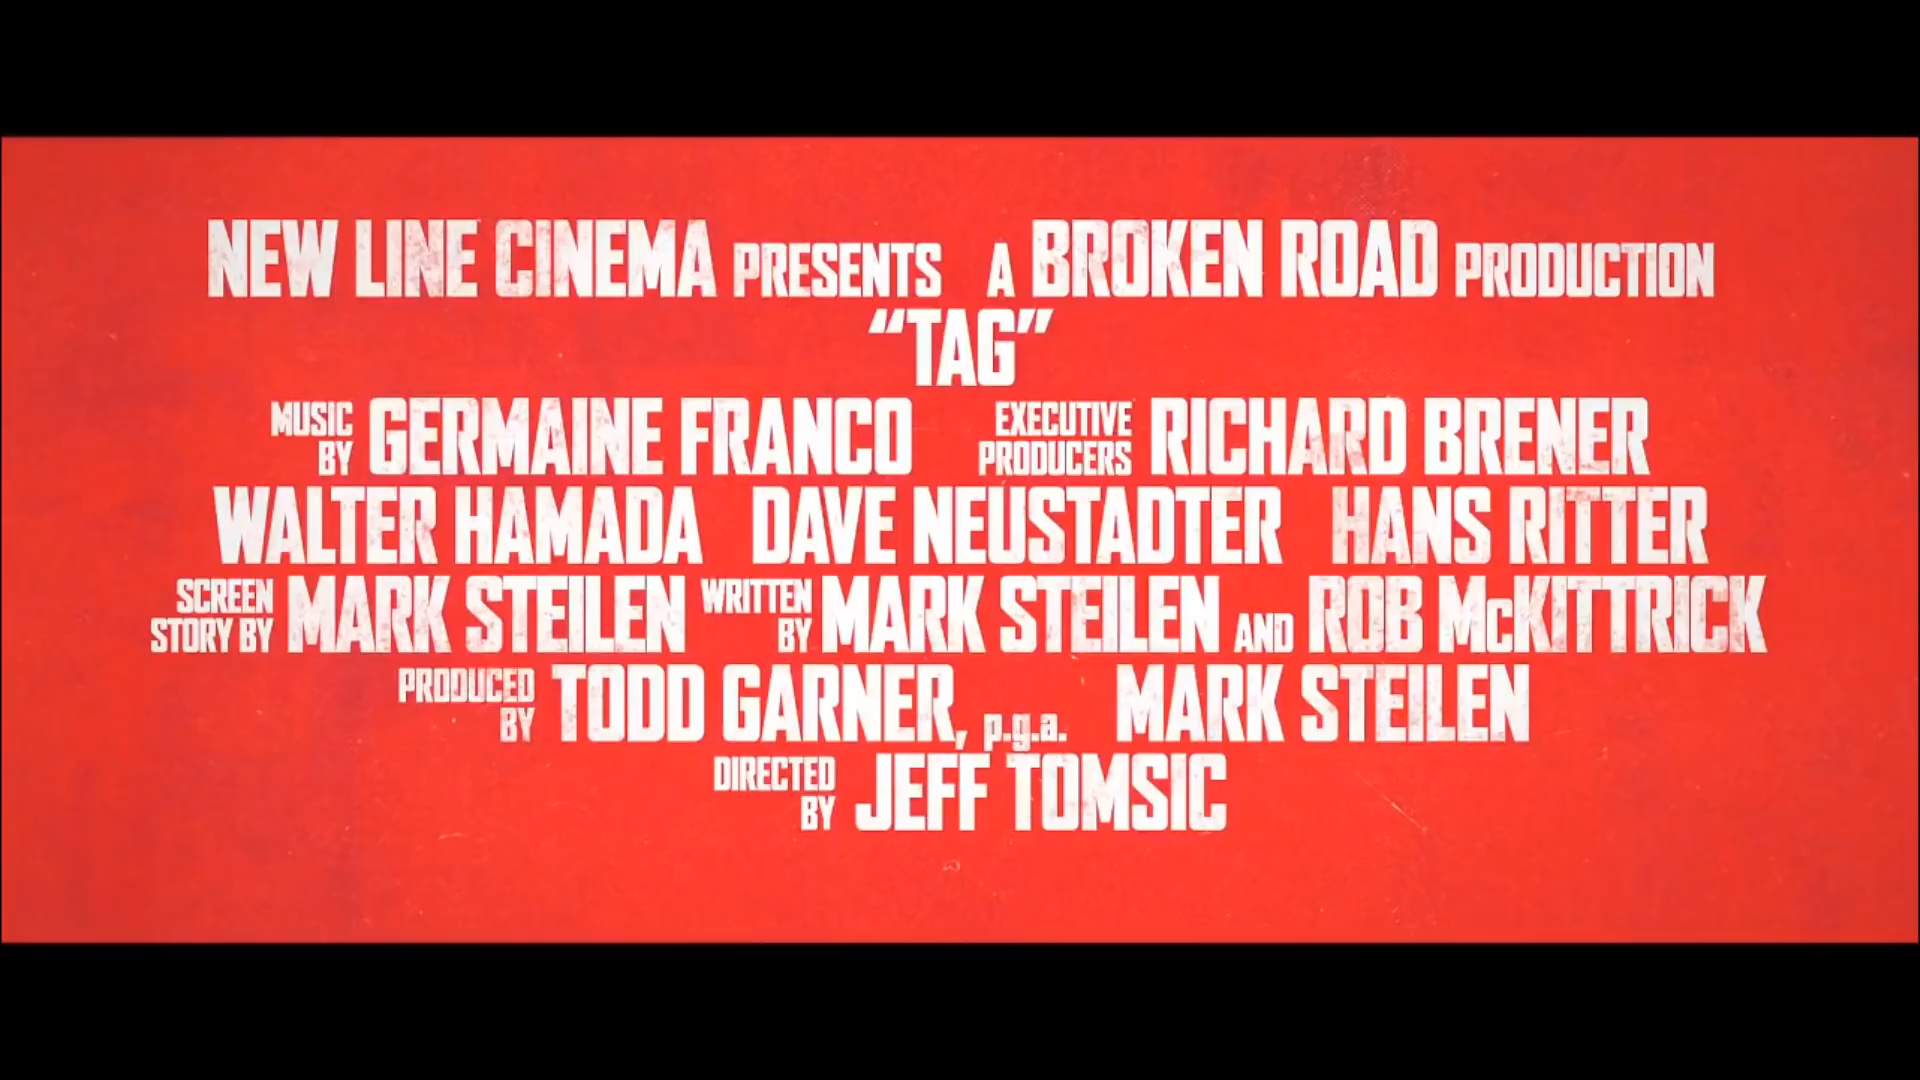 NEW LINE CINEMA PRESENTS A BROKEN ROAD PRODUCTION
“TAG”
MUSIC BY GERMAINE FRANCO EXECUTIVE PRODUCERS RICHARD BRENER
WALTER HAMADA DAVE NEUSTADTER HANS RITTER
SCREEN STORY BY MARK STEILEN WRITTEN BY MARK STEILEN AND ROB McKITTRICK
PRODUCED BY TODD GARNER, p.g.a. MARK STEILEN
DIRECTED BY JEFF TOMSIC